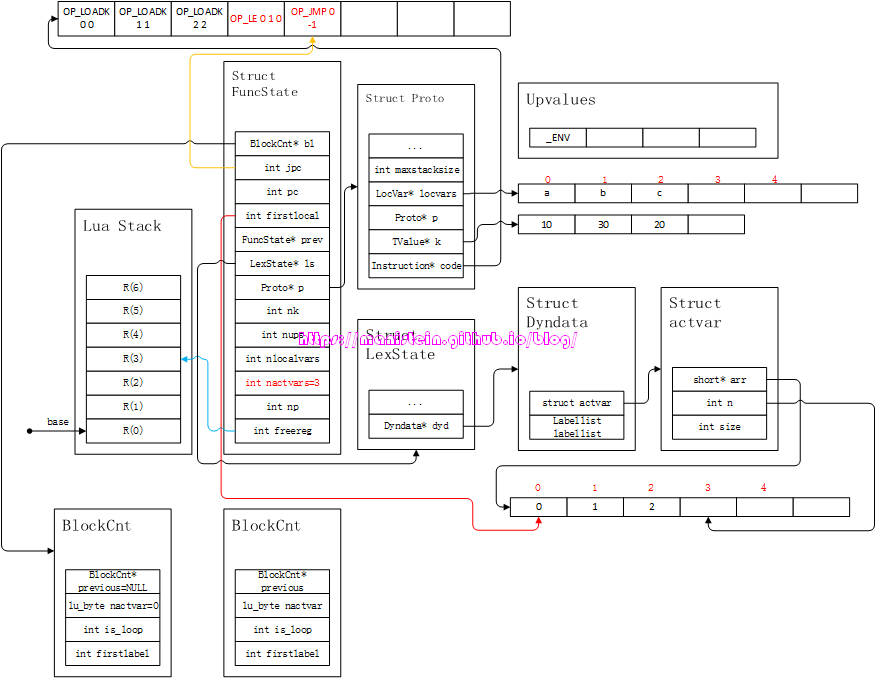 OP_LOADK
0 0
OP_LOADK
1 1
OP_LOADK
2 2
OP_LE 0 1 0
OP_JMP 0
-1
Struct
FuncState
BlockCnt* bl
int jpc
int pc
int firstlocal
FuncState* prev
LexState* ls
Proto* p
int nk
int nups
int nlocalvars
int nactvars=3
int np
int freereg
Struct Proto
...
int maxstacksize
LocVar* locvars
Proto* p
TValue* k
Instruction* code
Upvalues
_ENV
0
1
2
3
4
a
b
c
10
30
20
Lua Stack
R(6)
R(5)
R(4)
R(3)
R(2)
R(1)
R(0)
base
https://manistein.github.io/blog/
Struct
LexState
...
Dyndata* dyd
Struct
Dyndata
struct actvar
Labellist
labellist
Struct
actvar
short* arr
int n
int size
0
1
2
3
4
0
1
2
BlockCnt
BlockCnt*
previous=NULL
lu_byte nactvar=0
int is_loop
int firstlabel
BlockCnt
BlockCnt*
previous
lu_byte nactvar
int is_loop
int firstlabel